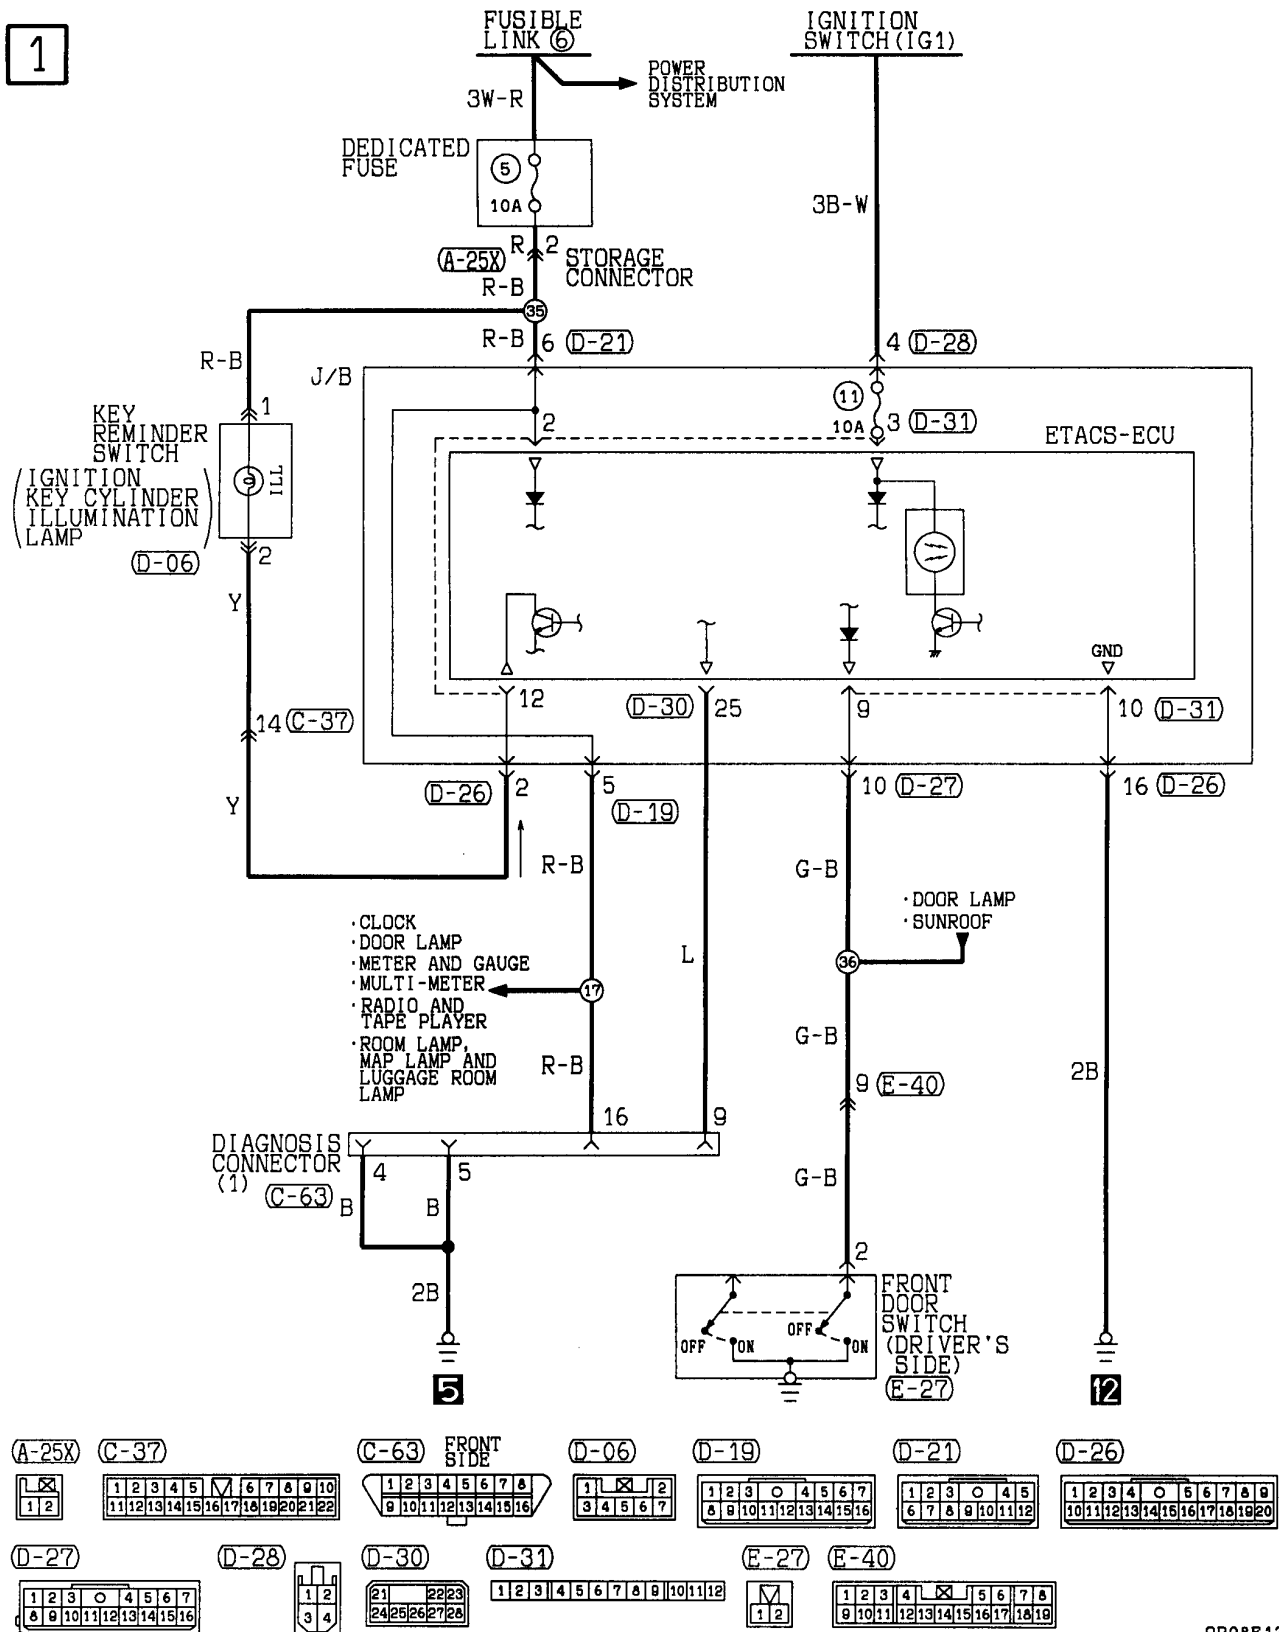 1
FUSIBLE
LINK ⑥
IGNITION
SWITCH(IG1)
POWER
DISTRIBUTION
SYSTEM
3W-R
DEDICATED
FUSE
5
10A
3B-W
R 2
(A-25X)
STORAGE
CONNECTOR
R-B
35
R-B 6 (D-21)
4 (D-28)
R-B
J/B
1
11
10A 3 (D-31)
2
KEY
REMINDER
SWITCH
(IGNITION
KEY CYLINDER
ILLUMINATION
LAMP)
ILL
ETACS-ECU
2
(D-06)
Y
GND
12
(D-30) 25
9
10 (D-31)
14 (C-37)
(D-26) 2
5
(D-19)
10 (D-27)
16 (D-26)
Y
R-B
G-B
·DOOR LAMP
·SUNROOF
·CLOCK
·DOOR LAMP
·METER AND GAUGE
·MULTI-METER
·RADIO AND
TAPE PLAYER
·ROOM LAMP,
MAP LAMP AND
LUGGAGE ROOM
LAMP
17
L
36
R-B
G-B
2B
9 (E-40)
16
9
DIAGNOSIS
CONNECTOR
(1)
(C-63)
4
5
B
B
G-B
2
2B
5
FRONT
DOOR
SWITCH
(DRIVER'S
SIDE)
(E-27)
OFF
ON
OFF
ON
12
(A-25X)
1 2
(C-37)
1 2 3 4 5 6 7 8 9 10
11 12 13 14 15 16 17 18 19 20 21 22
(C-63) FRONT
SIDE
1 2 3 4 5 6 7 8
9 10 11 12 13 14 15 16
(D-06)
1 2
3 4 5 6 7
(D-19)
1 2 3 4 5 6 7
8 9 10 11 12 13 14 15 16
(D-21)
1 2 3 4 5
6 7 8 9 10 11 12
(D-26)
1 2 3 4 5 6 7 8 9
10 11 12 13 14 15 16 17 18 19 20
(D-27)
1 2 3 4 5 6 7
8 9 10 11 12 13 14 15 16
(D-28)
1 2
3 4
(D-30)
21 22 23
24 25 26 27 28
(D-31)
1 2 3 4 5 6 7 8 9 10 11 12
(E-27)
1 2
(E-40)
1 2 3 4 5 6 7 8
9 10 11 12 13 14 15 16 17 18 19